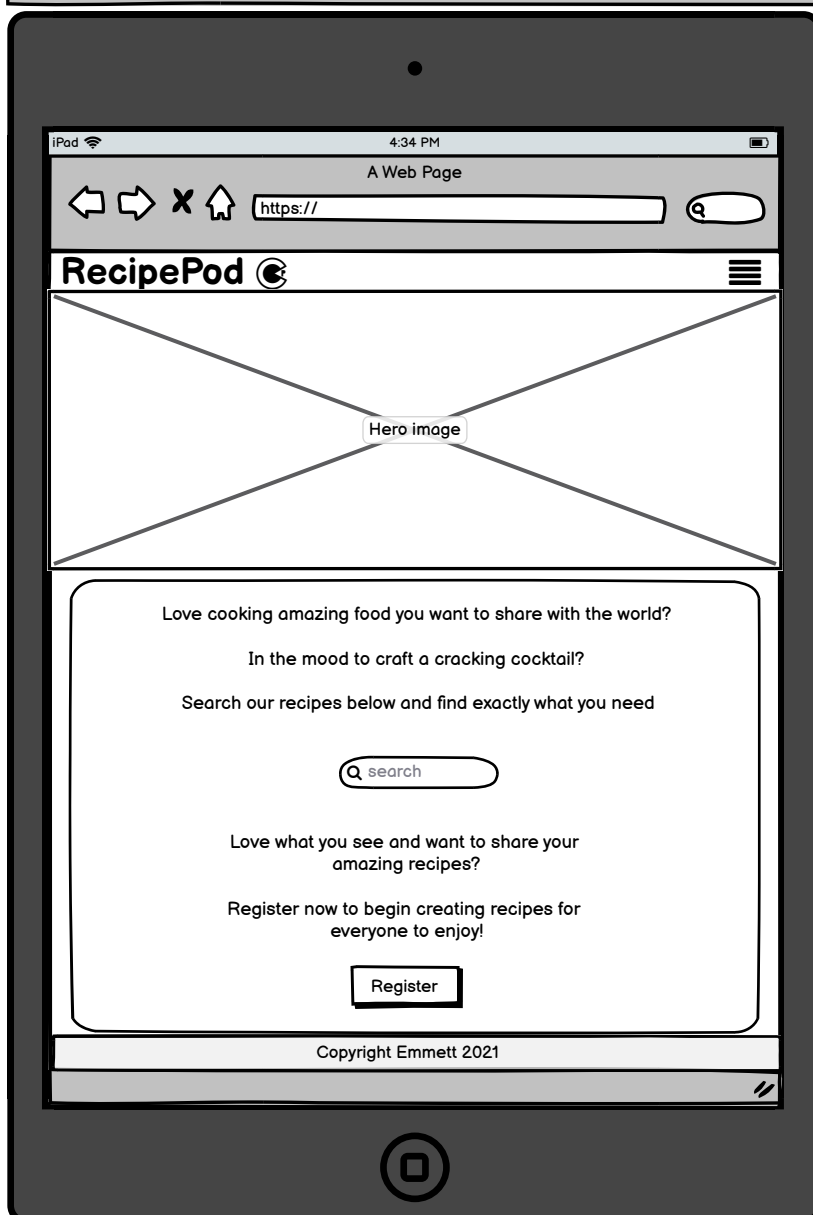 iPad
4:34 PM
A Web Page
https://
RecipePod
Hero image
Love cooking amazing food you want to share with the world?
In the mood to craft a cracking cocktail?
Search our recipes below and find exactly what you need
search
Love what you see and want to share your
amazing recipes?
Register now to begin creating recipes for
everyone to enjoy!
Register
Copyright Emmett 2021